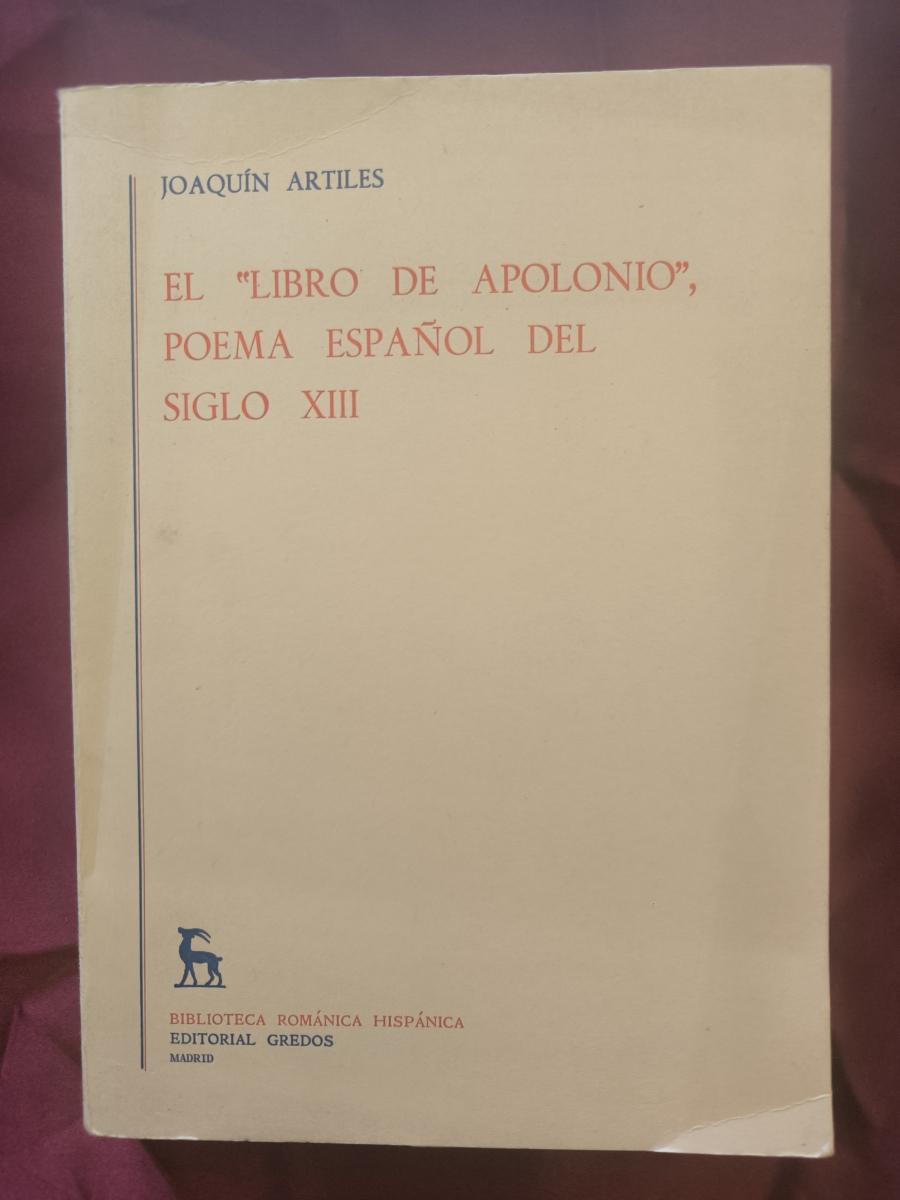 JOAQUÍN ARTILES
EL “LIBRO DE APOLONIO”,
POEMA ESPAÑOL DEL
SIGLO XIII
BIBLIOTECA ROMÁNICA HISPÁNICA
EDITORIAL GREDOS
MADRID